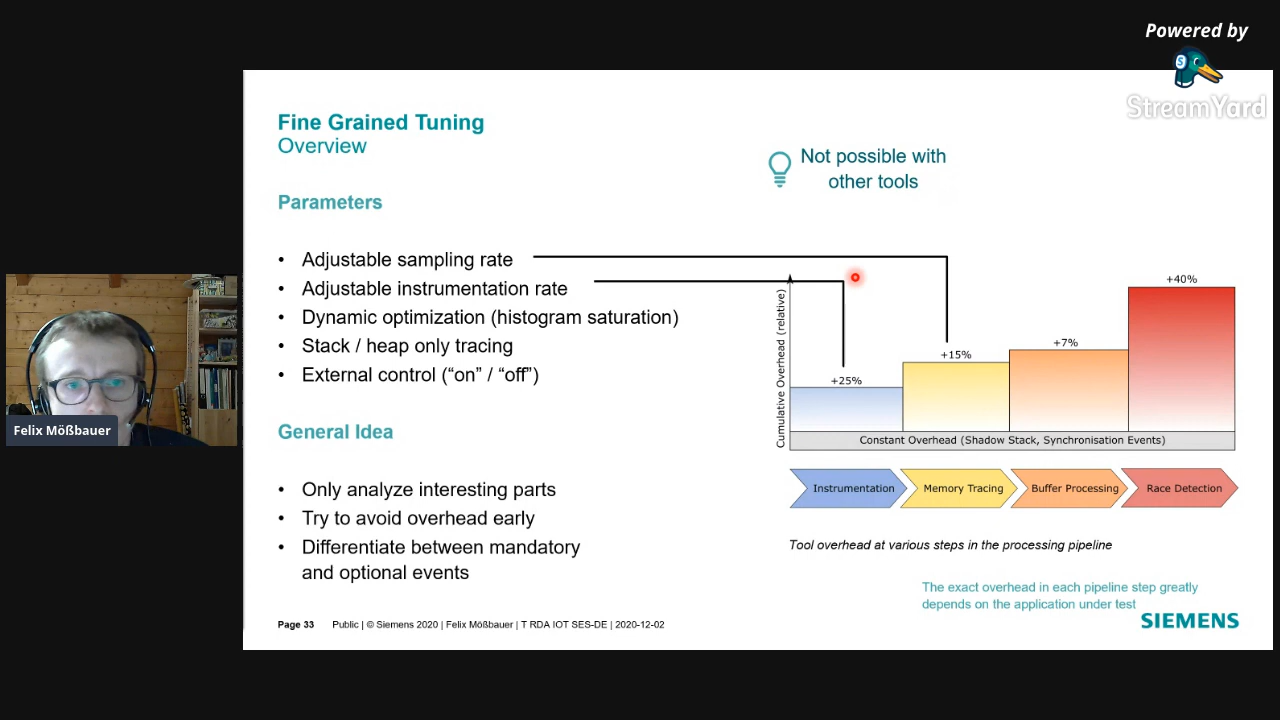 Powered by
StreamYard
Fine Grained Tuning
Overview
Not possible with
other tools
Parameters
• Adjustable sampling rate
• Adjustable instrumentation rate
• Dynamic optimization (histogram saturation)
• Stack / heap only tracing
• External control (“on” / “off”)
General Idea
• Only analyze interesting parts
• Try to avoid overhead early
• Differentiate between mandatory
and optional events
Cumulative Overhead (relative)
+25%
+15%
+7%
+40%
Constant Overhead (Shadow Stack, Synchronisation Events)
Instrumentation
Memory Tracing
Buffer Processing
Race Detection
Tool overhead at various steps in the processing pipeline
The exact overhead in each pipeline step greatly
depends on the application under test
SIEMENS
Page 33 Public | © Siemens 2020 | Felix Mößbauer | T RDA IOT SES-DE | 2020-12-02
Felix Mößbauer